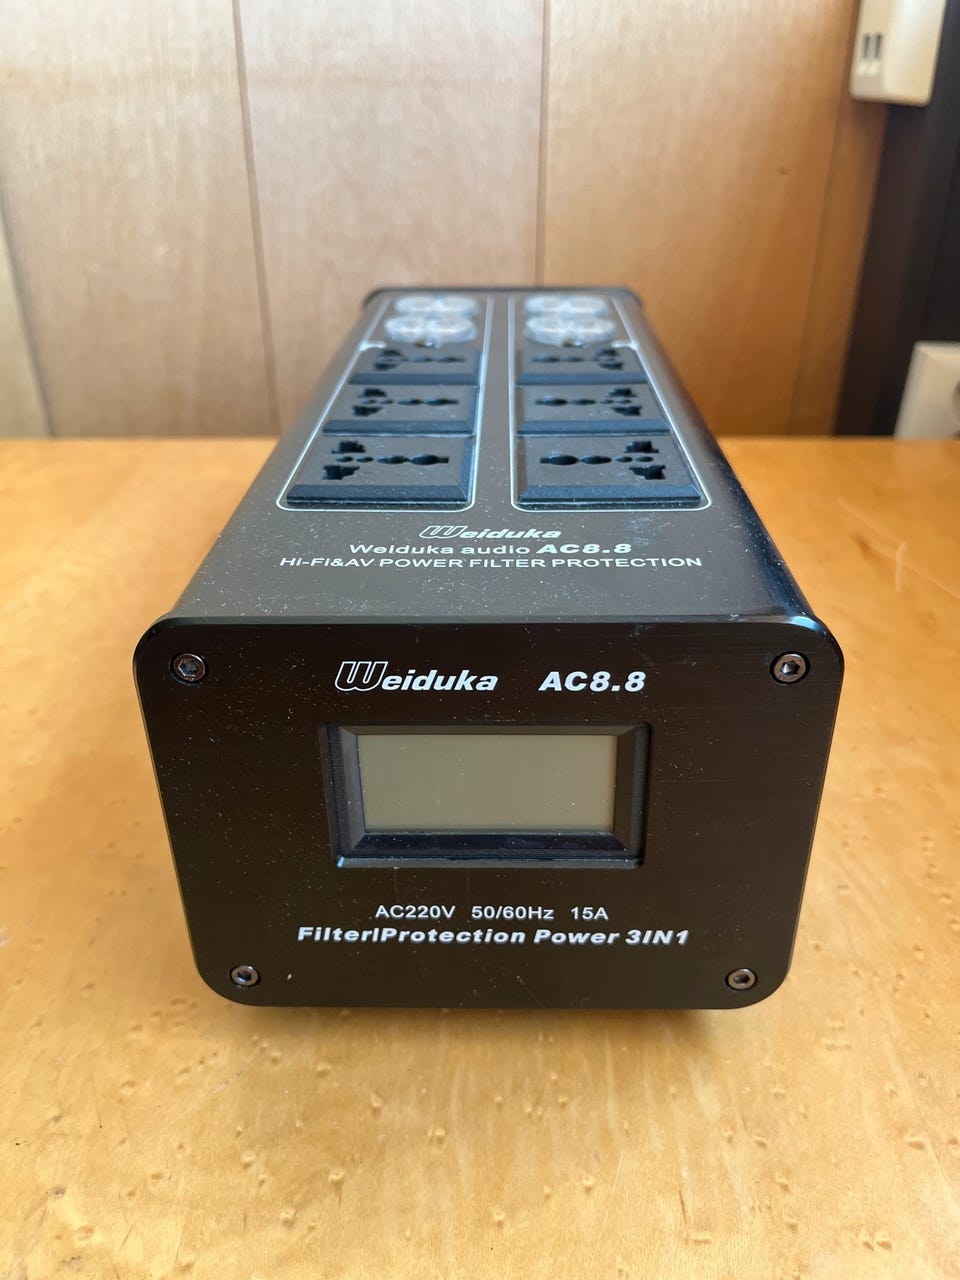 Weiduka
Weiduka audio AC8.8
Hi-Fi&AV POWER FILTER PROTECTION
Weiduka AC8.8
AC220V 50/60Hz 15A
Filter|Protection Power 3IN1